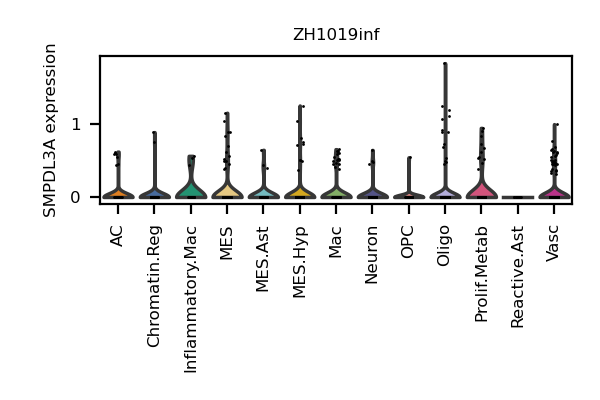 ZH1019inf
SMPDL3A expression
1
0
AC
Chromatin.Reg
Inflammatory.Mac
MES
MES.Ast
MES.Hyp
Mac
Neuron
OPC
Oligo
Prolif.Metab
Reactive.Ast
Vasc